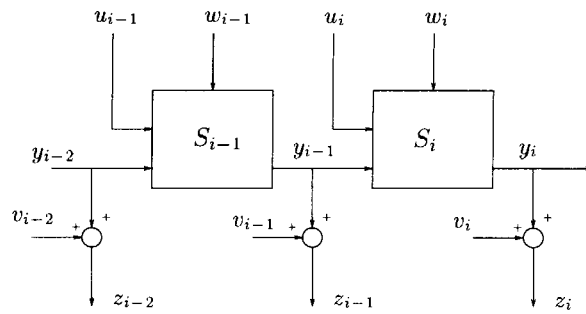 u_{i-1} w_{i-1} u_i w_i
S_{i-1} S_i
y_{i-2} y_{i-1} y_i
+ + +
v_{i-2} + v_{i-1} + v_i +
z_{i-2} z_{i-1} z_i